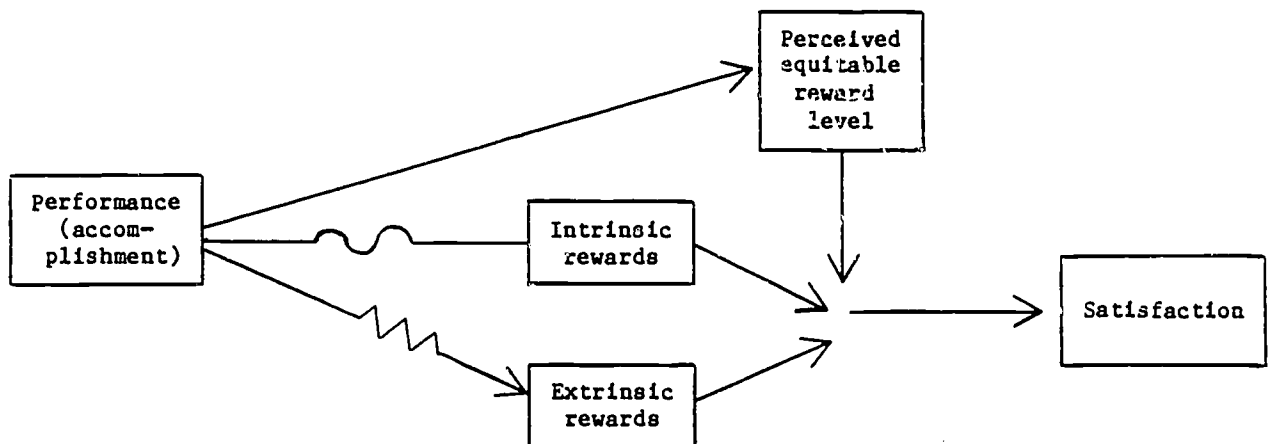 Perceived
equitable
reward
level
Performance
(accom-
plishment)
Intrinsic
rewards
Extrinsic
rewards
Satisfaction